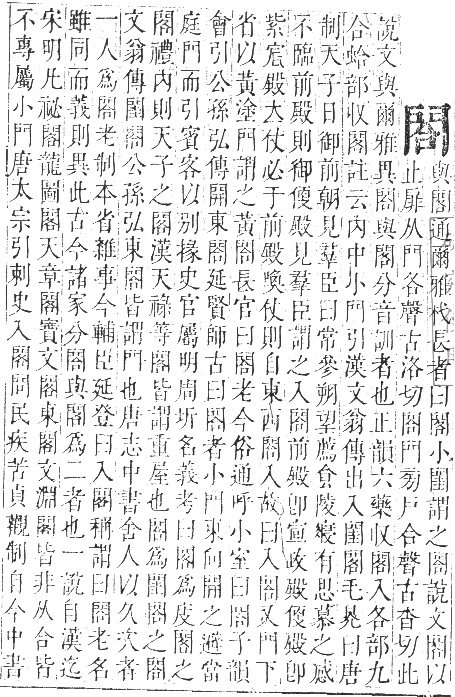 閤
與閣通爾雅杙長者曰閣小閨謂之閤說文閣以
止扉从門各聲古洛切閤門旁戶合聲古沓切此
說文與爾雅異閣與閤分音訓者也正韻六藥収閣入各部九
合蛤部収閤註云內中小門引漢文翁傳出入閨閤毛晃曰唐
制天子日御前朝見羣臣曰常參朔望薦食陵寢有思慕之感
不臨前殿則御便殿見羣臣謂之入閤前殿卽宣政殿便殿卽
紫宸殿大仗必于前殿喚仗則自東西閤入故曰入閤又門下
省以黃塗門謂之黃閤長官曰閤老今俗通呼小室曰閤子韻
會引公孫弘傳開東閤延賢師古曰閤者小門東向開之避當
庭門而引賓客以別掾史官屬明周圻名義考曰閣爲庋閣之
閣禮內則天子之閣漢天祿等閣皆謂重屋也閤爲閨閤之閤
文翁傳閨閤公孫弘東閤皆謂門也唐志中書舍人以久次者
一人爲閣老制本省雜事今輔臣延登曰入閣稱謂曰閣老名
雖同而義則異此古今諸家分閣與閤爲二者也一說自漢迄
宋明凡祕閣龍圖閣天章閣寶文閣東閣文淵閣皆非从合皆
不專屬小門唐太宗引刺史入閤問民疾苦貞觀制自今中書